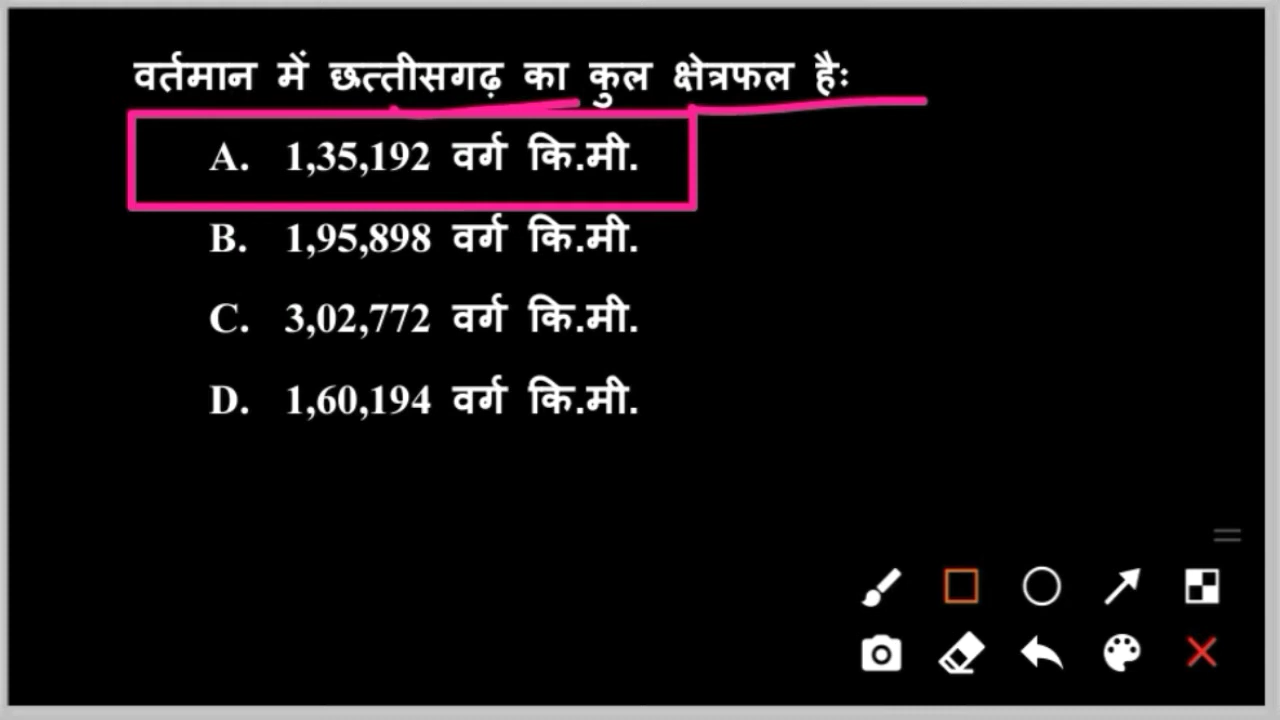 वर्तमान में छत्तीसगढ़ का कुल क्षेत्रफल हैः
A. 1,35,192 वर्ग कि.मी.
B. 1,95,898 वर्ग कि.मी.
C. 3,02,772 वर्ग कि.मी.
D. 1,60,194 वर्ग कि.मी.